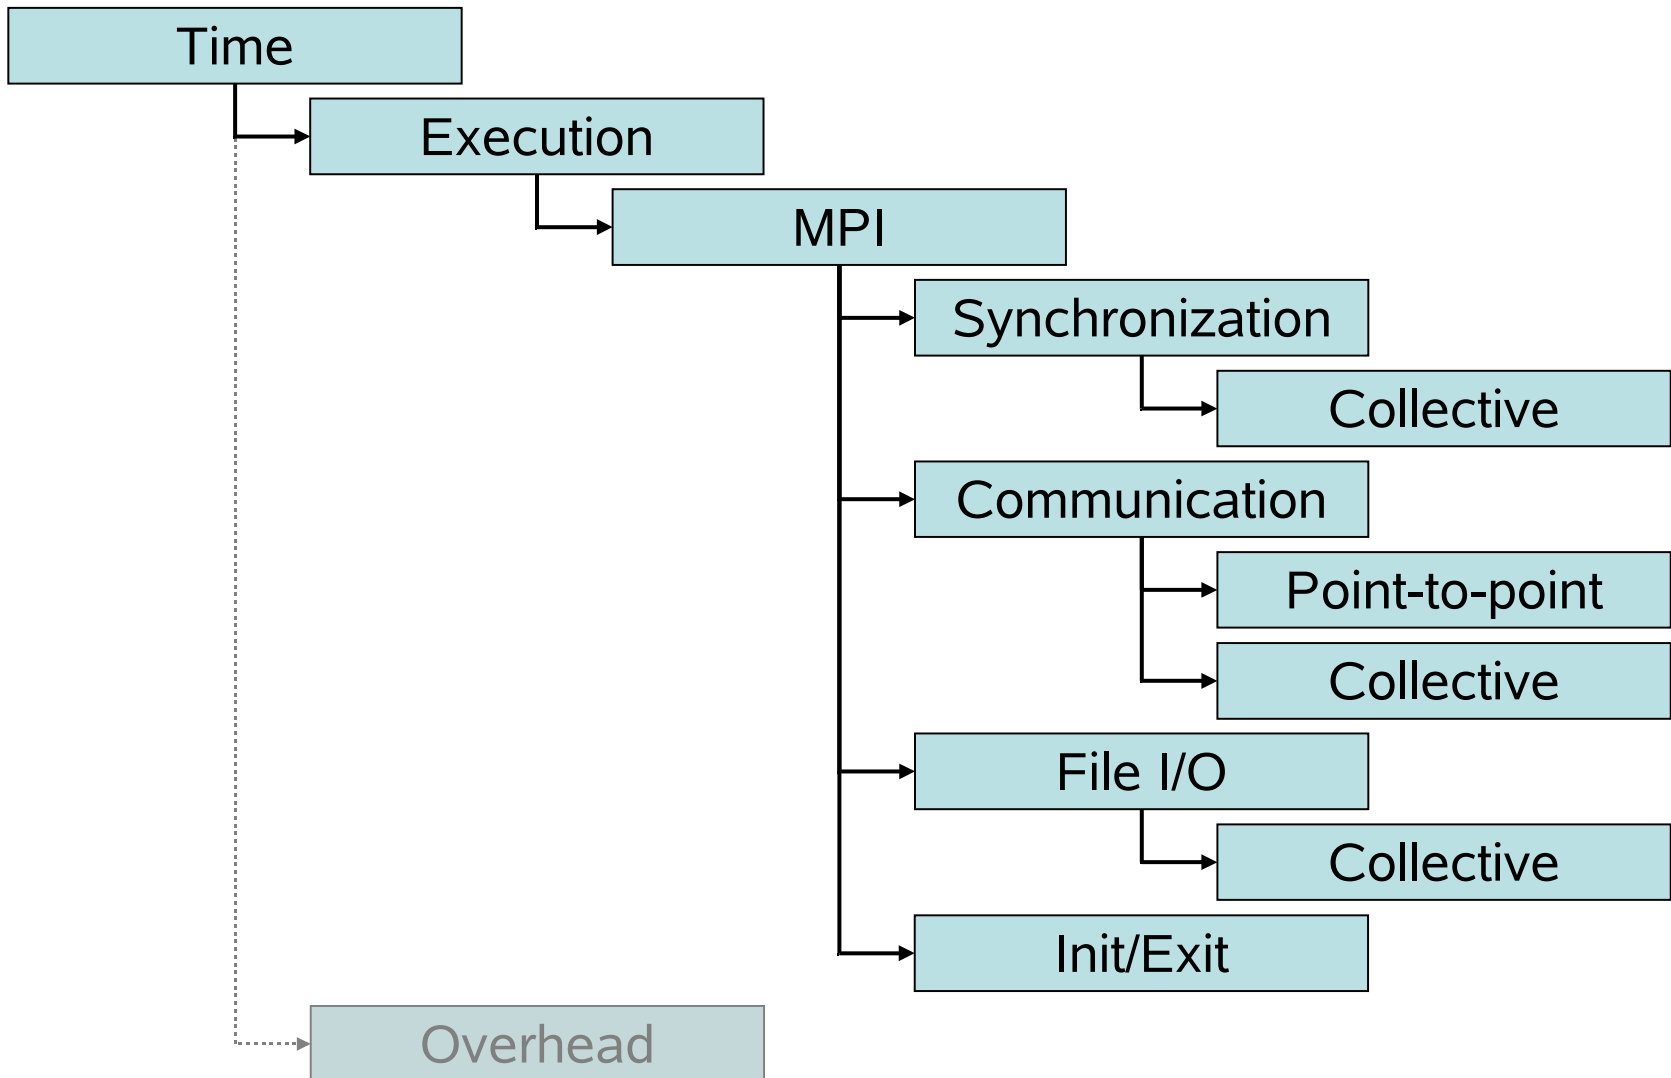 Time
Execution
MPI
Synchronization
Collective
Communication
Point-to-point
Collective
File I/O
Collective
Init/Exit
Overhead